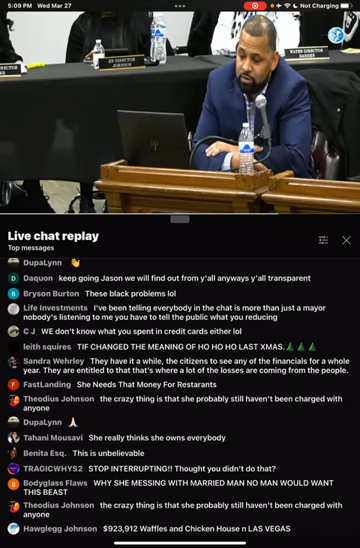 5:09 PM Wed Mar 27
Not Charging
SR DIRECTOR
JOHNSON
WATER DIRECTOR
DARDEN
Live chat replay
Top messages
DupaLynn 👋
D Daquon keep going Jason we will find out from y'all anyways y'all transparent
B Bryson Burton These black problems lol
Life Investments I've been telling everybody in the chat is more than just a mayor
nobody's listening to me you have to tell the public what you reducing
C J WE don't know what you spent in credit cards either lol
leith squires TIF CHANGED THE MEANING OF HO HO HO LAST XMAS.🌲🌲🌲
Sandra Wehrley They have it a while, the citizens to see any of the financials for a whole
year. They are entitled to that that's where a lot of the losses are coming from the people.
F FastLanding She Needs That Money For Restarants
Theodius Johnson the crazy thing is that she probably still haven't been charged with
anyone
DupaLynn 🙏
Tahani Mousavi She really thinks she owns everybody
Benita Esq. This is unbelievable
TRAGICWHYS2 STOP INTERRUPTING!! Thought you didn't do that?
Bodyglass Flaws WHY SHE MESSING WITH MARRIED MAN NO MAN WOULD WANT
THIS BEAST
Theodius Johnson the crazy thing is that she probably still haven't been charged with
anyone
Hawglegg Johnson $923,912 Waffles and Chicken House n LAS VEGAS